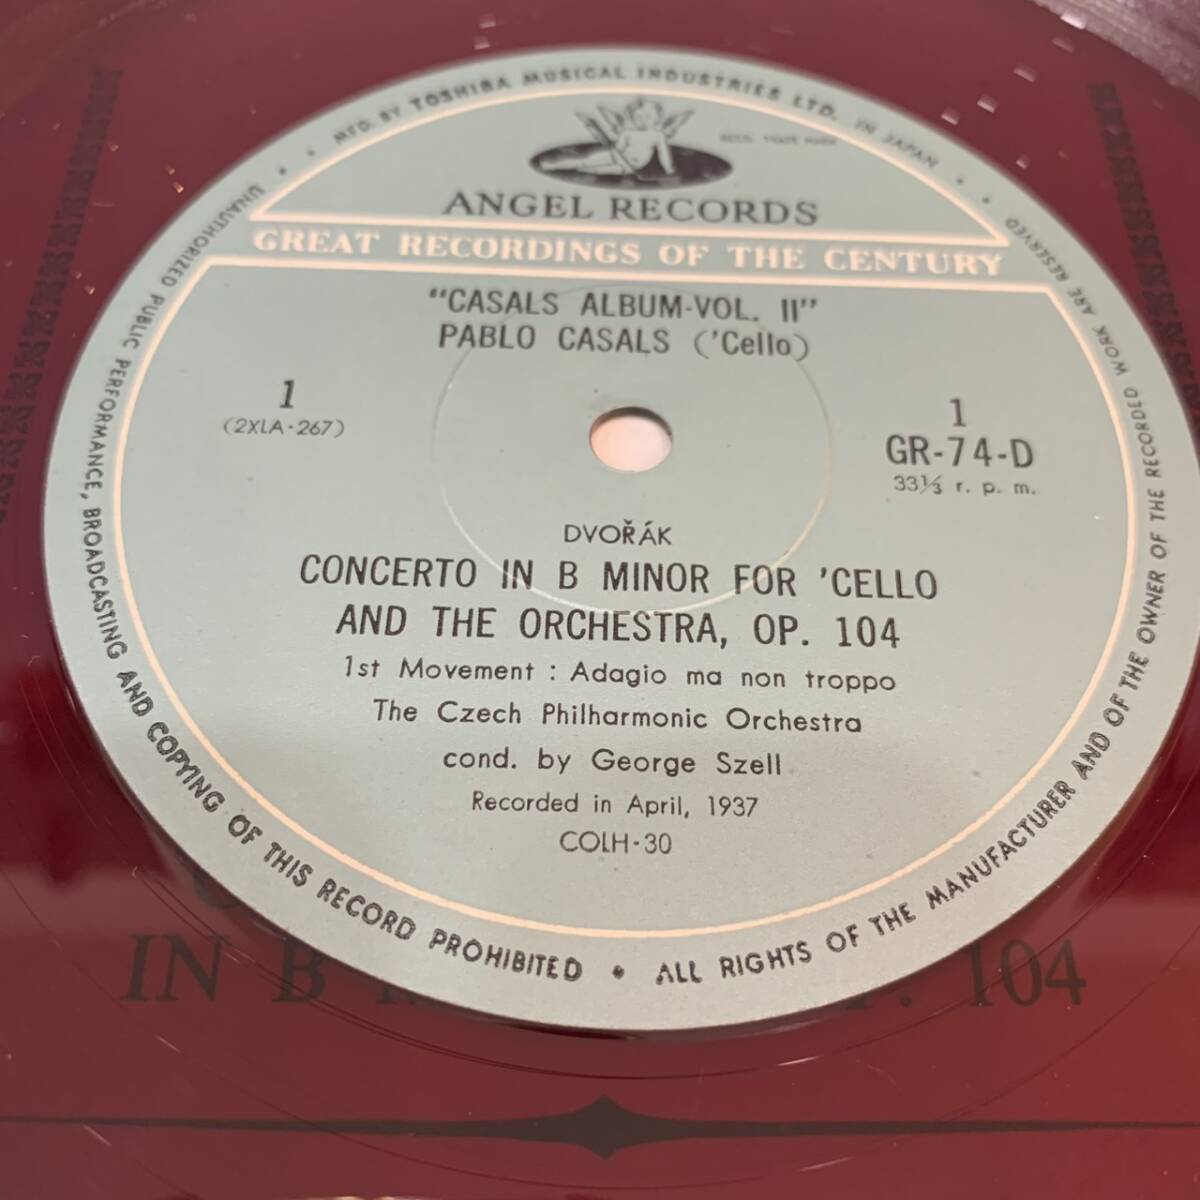 MFD. BY TOSHIBA MUSICAL INDUSTRIES LTD. IN JAPAN
REGD. TRADE MARK
ANGEL RECORDS
GREAT RECORDINGS OF THE CENTURY
"CASALS ALBUM-VOL. II"
PABLO CASALS ('Cello)
1
(2XLA-267)
1
GR-74-D
33⅓ r. p. m.
DVOŘÁK
CONCERTO IN B MINOR FOR 'CELLO
AND THE ORCHESTRA, OP. 104
1st Movement : Adagio ma non troppo
The Czech Philharmonic Orchestra
cond. by George Szell
Recorded in April, 1937
COLH-30
UNAUTHORIZED PUBLIC PERFORMANCE, BROADCASTING AND COPYING OF THIS RECORD PROHIBITED • ALL RIGHTS OF THE MANUFACTURER AND OF THE OWNER OF THE RECORDED WORK ARE RESERVED
IN B 104